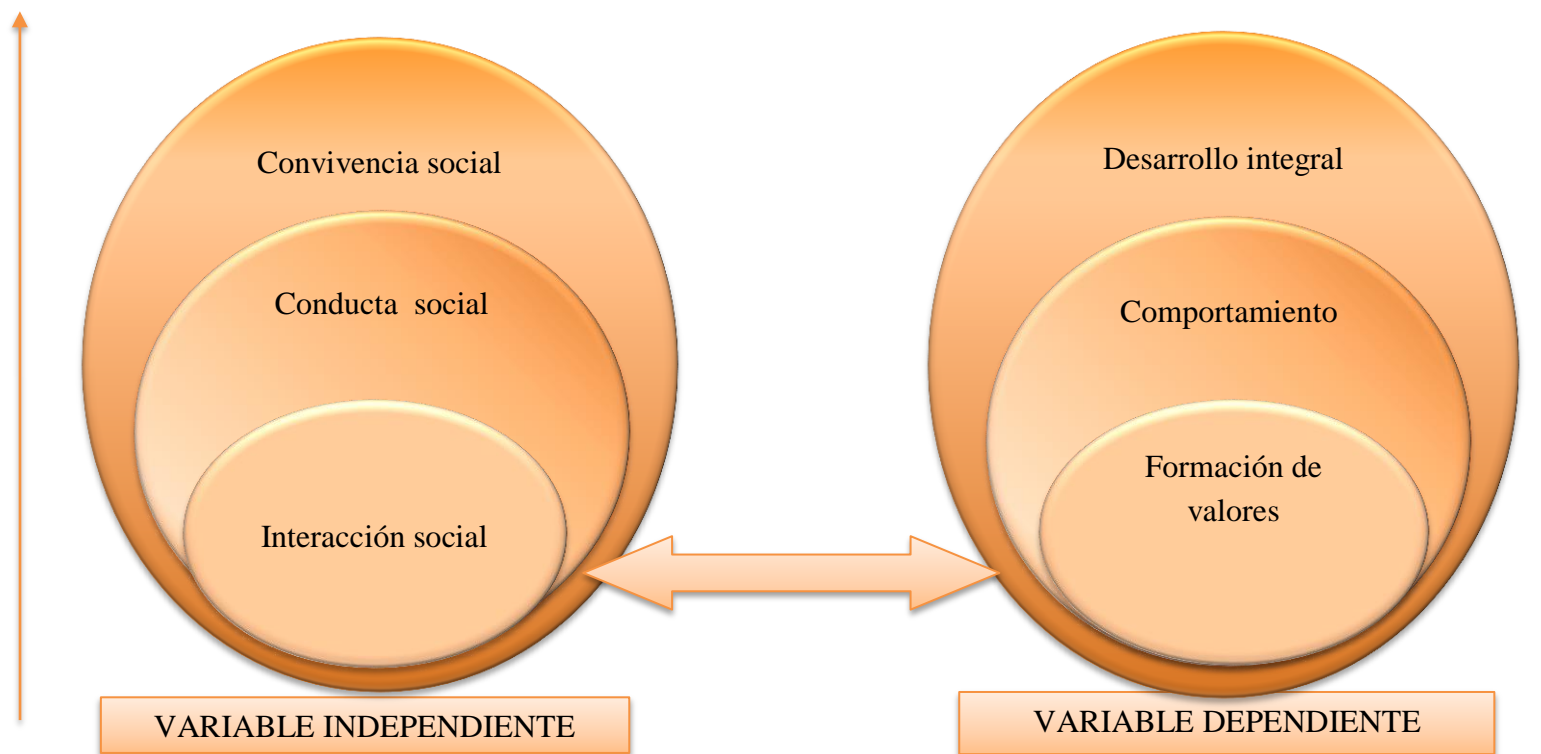 Convivencia social
Conducta  social
Interacción social
VARIABLE INDEPENDIENTE
Desarrollo integral
Comportamiento
Formación de
valores
VARIABLE DEPENDIENTE